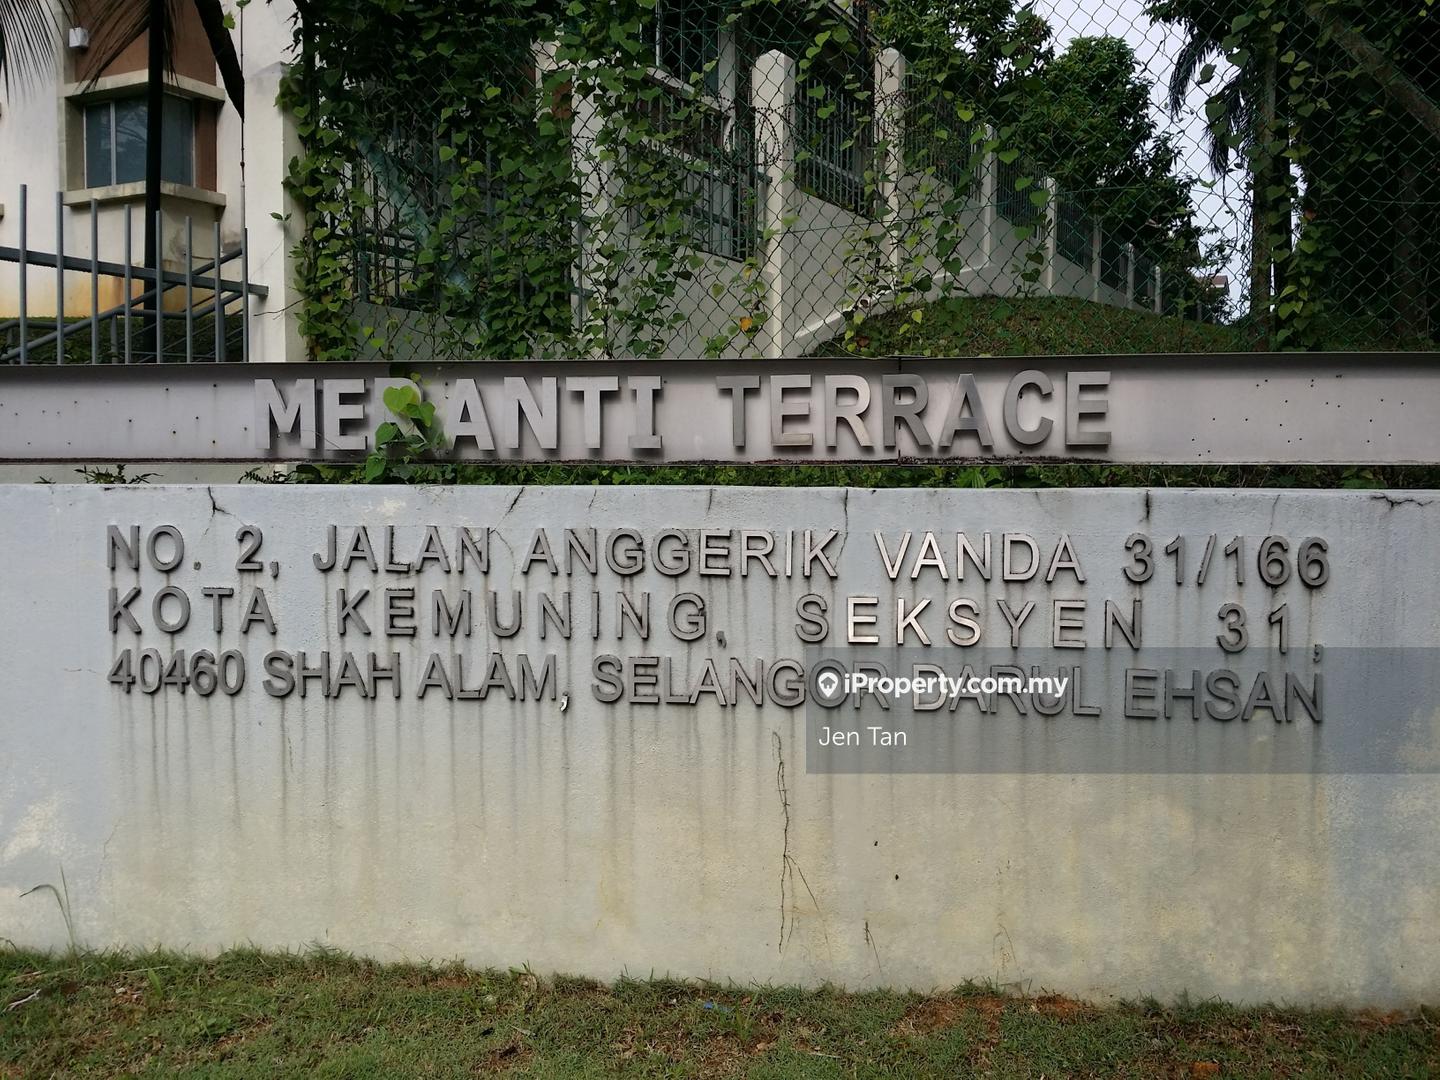 MERANTI TERRACE
NO. 2, JALAN ANGGERIK VANDA 31/166
KOTA KEMUNING, SEKSYEN 31,
40460 SHAH ALAM, SELANGOR DARUL EHSAN
iProperty.com.my
Jen Tan